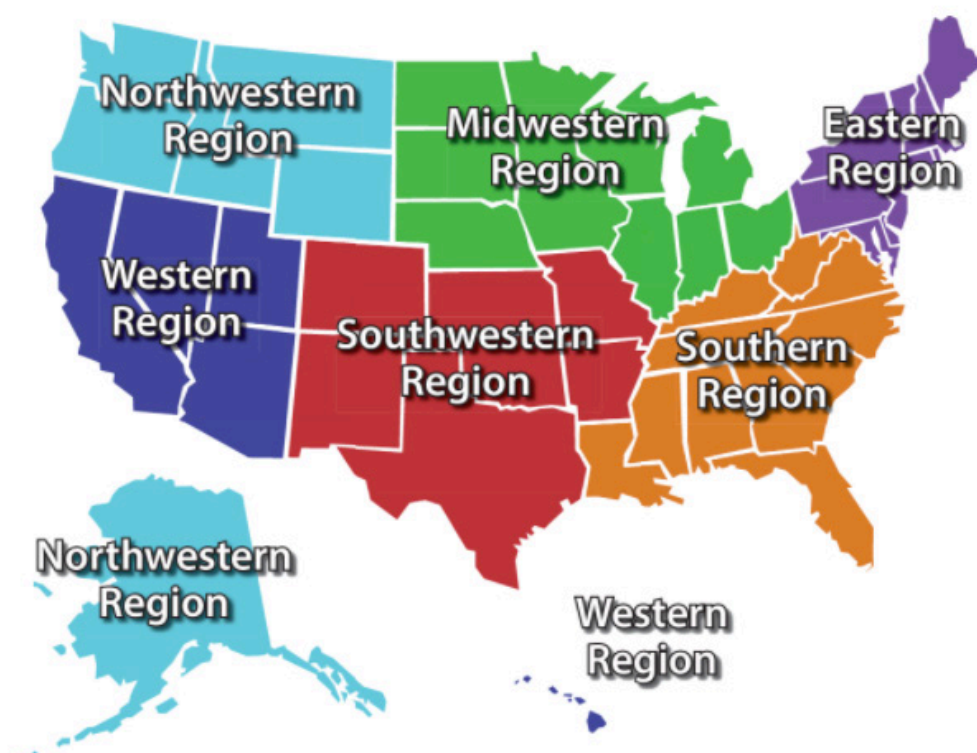 Northwestern
Region
Midwestern
Region
Eastern
Region
Western
Region
Southwestern
Region
Southern
Region
Northwestern
Region
Western
Region